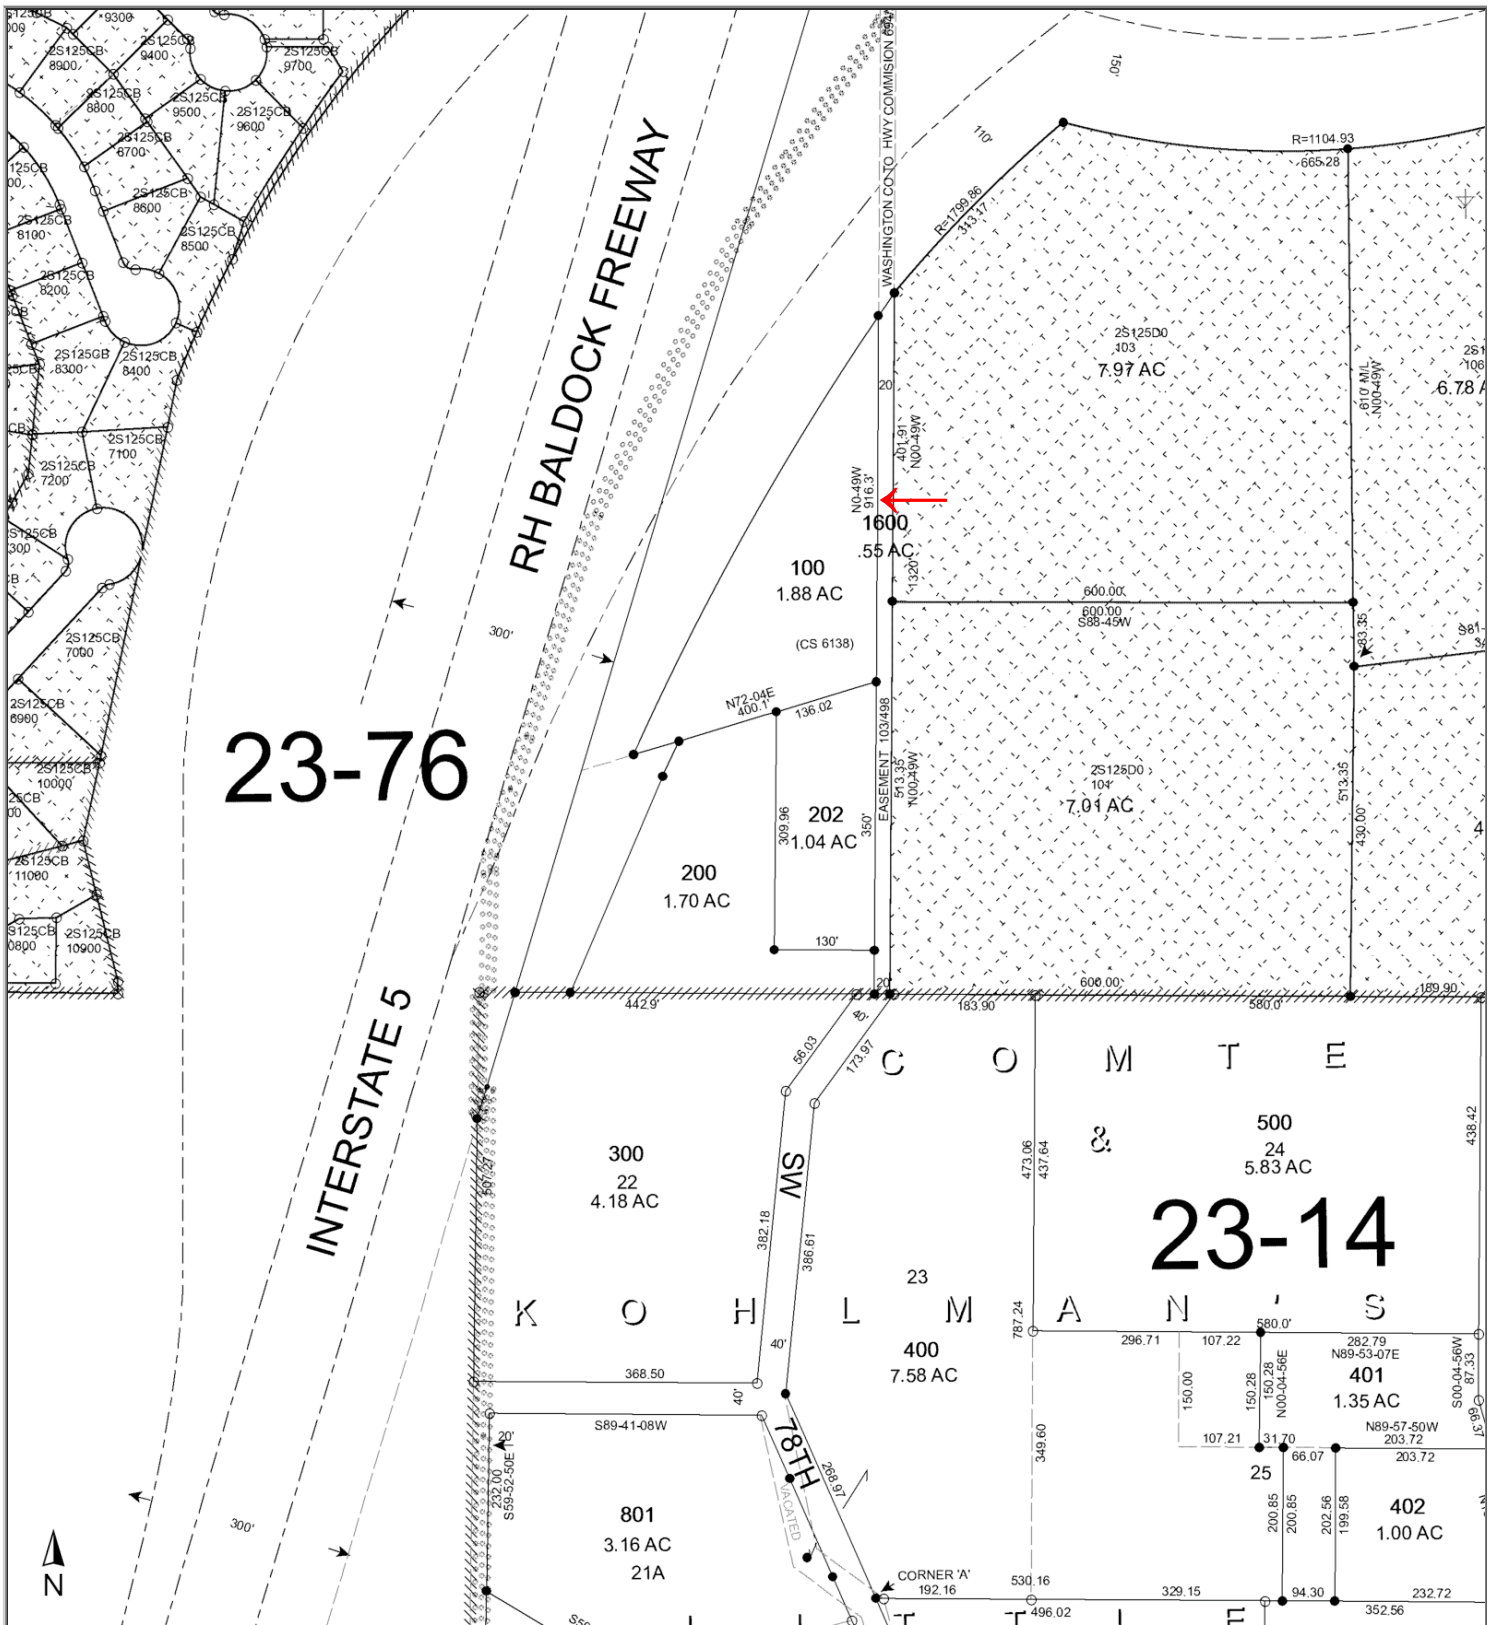 9300
2S125CB
8900
2S125CB
9400
2S125CB
9700
2S125CB
8800
2S125CB
9500
2S125CB
9600
2S125CB
8700
2S125CB
8600
2S125CB
8500
2S125CB
8100
2S125CB
8200
2S125CB
8300
2S125CB
8400
2S125CB
7100
2S125CB
7200
2S125CB
7000
2S125CB
6900
2S125CB
10000
2S125CB
11000
2S125CB
10900
RH BALDOCK FREEWAY
INTERSTATE 5
300'
300'
23-76
WASHINGTON CO TO HWY COMMISION 694/
150'
110'
R=1104.93
665.28
R=1799.86
313.17
2S125D0
103
7.97 AC
610' M/L
N00-49W
106
6.78 A
20
401.91
N00-49W
N0-49W
916.3'
1600
.55 AC
1320'
100
1.88 AC
(CS 6138)
600.00'
600.00
S88-45W
83.35
N72-04E
400.1'
136.02
EASEMENT 103/498
513.35
N00-49W
2S125D0
101
7.01 AC
513.35
430.00'
309.96
202
1.04 AC
350'
200
1.70 AC
130'
20'
442.9'
183.90
600.00'
580.0'
189.90
40'
56.03
173.97
C O M T E
&
300
22
4.18 AC
507.27
SW
382.18
386.61
473.06
437.64
500
24
5.83 AC
438.42
23-14
23
K O H L M A N ' S
787.24
400
7.58 AC
40'
368.50
40'
S89-41-08W
580.0'
296.71
107.22
282.79
N89-53-07E
401
1.35 AC
S00-04-56W
87.33
66.37
150.00
150.28
150.28
N00-04-56E
N89-57-50W
107.21
31.70
203.72
66.07
203.72
25
20'
232.00
S59-52-50E
78TH
268.97
VACATED
349.60
801
3.16 AC
21A
200.85
200.85
202.56
199.58
402
1.00 AC
CORNER 'A'
192.16
530.16
329.15
94.30
232.72
496.02
352.56
N